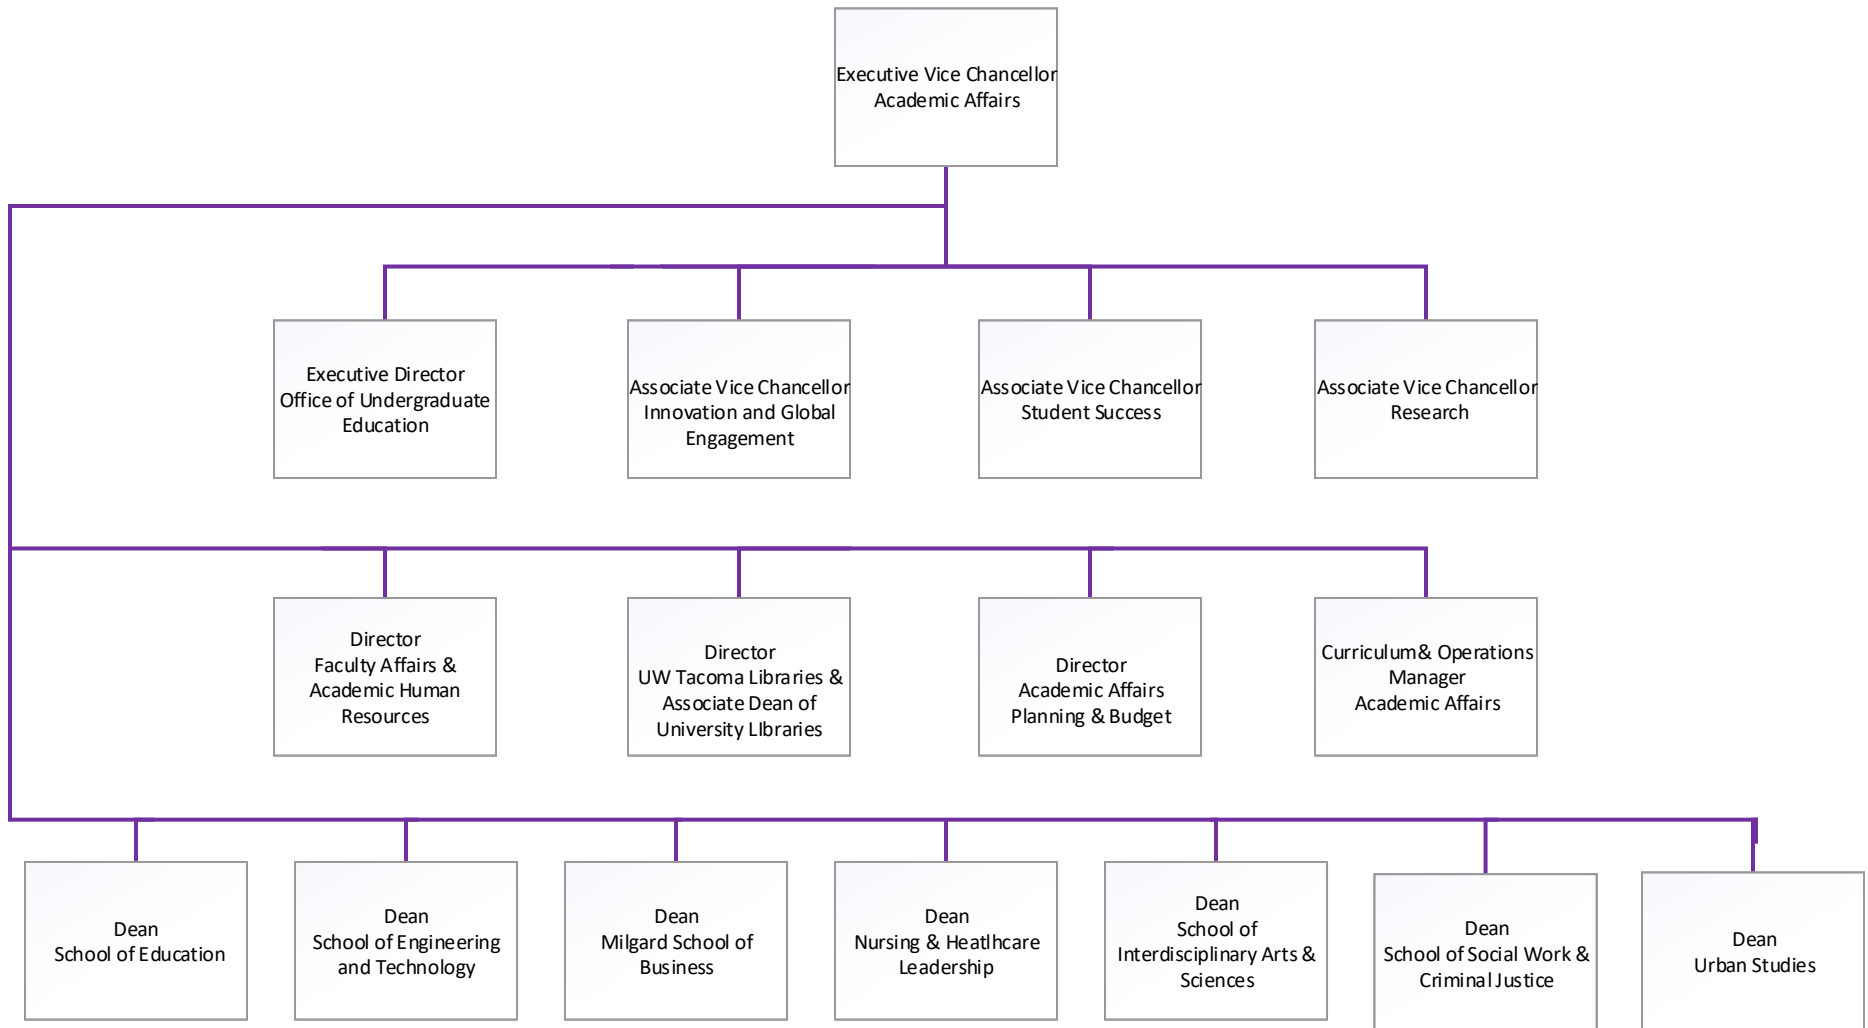 Executive Vice Chancellor
Academic Affairs
Executive Director
Office of Undergraduate
Education
Associate Vice Chancellor
Innovation and Global
Engagement
Associate Vice Chancellor
Student Success
Associate Vice Chancellor
Research
Director
Faculty Affairs &
Academic Human
Resources
Director
UW Tacoma Libraries &
Associate Dean of
University LIbraries
Director
Academic Affairs
Planning & Budget
Curriculum& Operations
Manager
Academic Affairs
Dean
School of Education
Dean
School of Engineering
and Technology
Dean
Milgard School of
Business
Dean
Nursing & Heatlhcare
Leadership
Dean
School of
Interdisciplinary Arts &
Sciences
Dean
School of Social Work &
Criminal Justice
Dean
Urban Studies